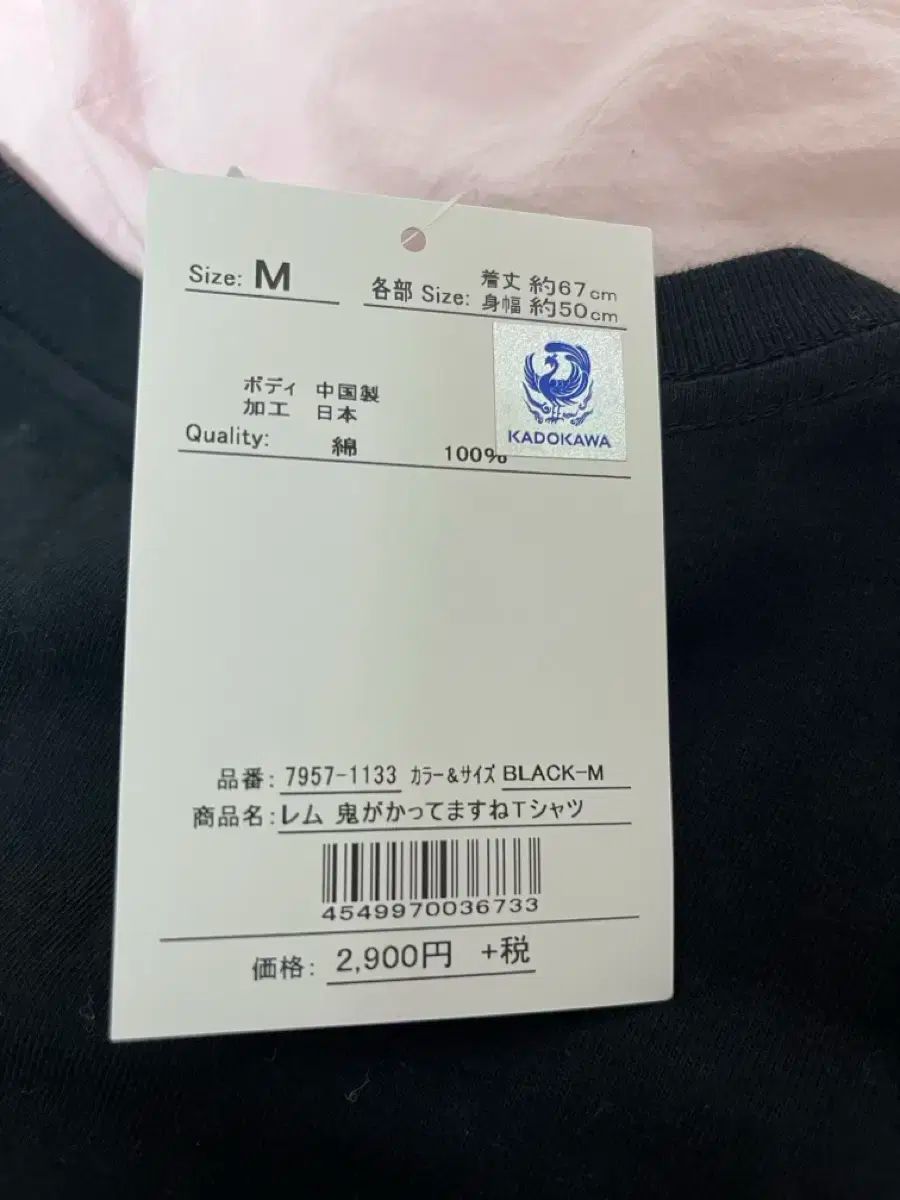 Size: M
各部 Size: 着丈 約67cm
身幅 約50cm
KADOKAWA
ボディ 中国製
加工 日本
Quality: 綿 100%
品番: 7957-1133 カラー&サイズ BLACK-M
商品名:レム 鬼がかってますねTシャツ
4549970036733
価格: 2,900円 +税